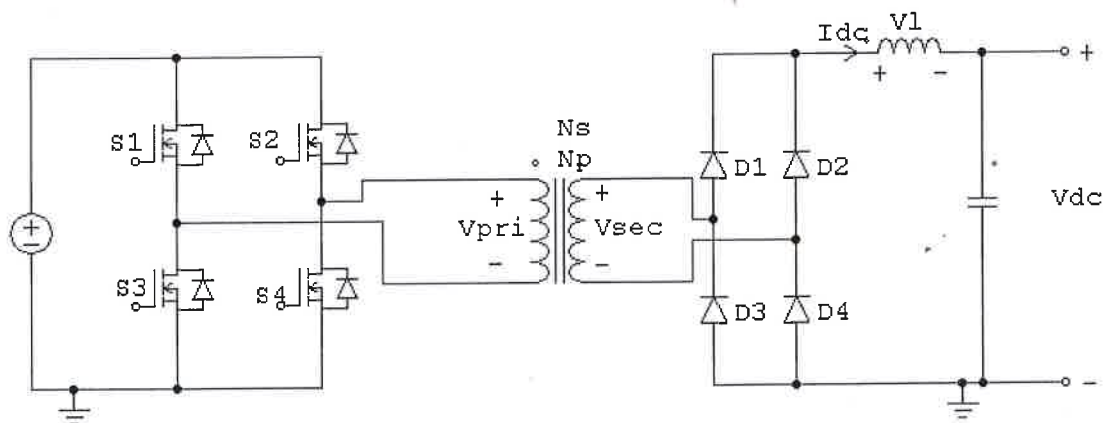 Idc
Vl
+ -
+
S1
S2
Ns
Np
D1
D2
+
Vpri
-
+
Vsec
-
Vdc
+
-
S3
S4
D3
D4
-